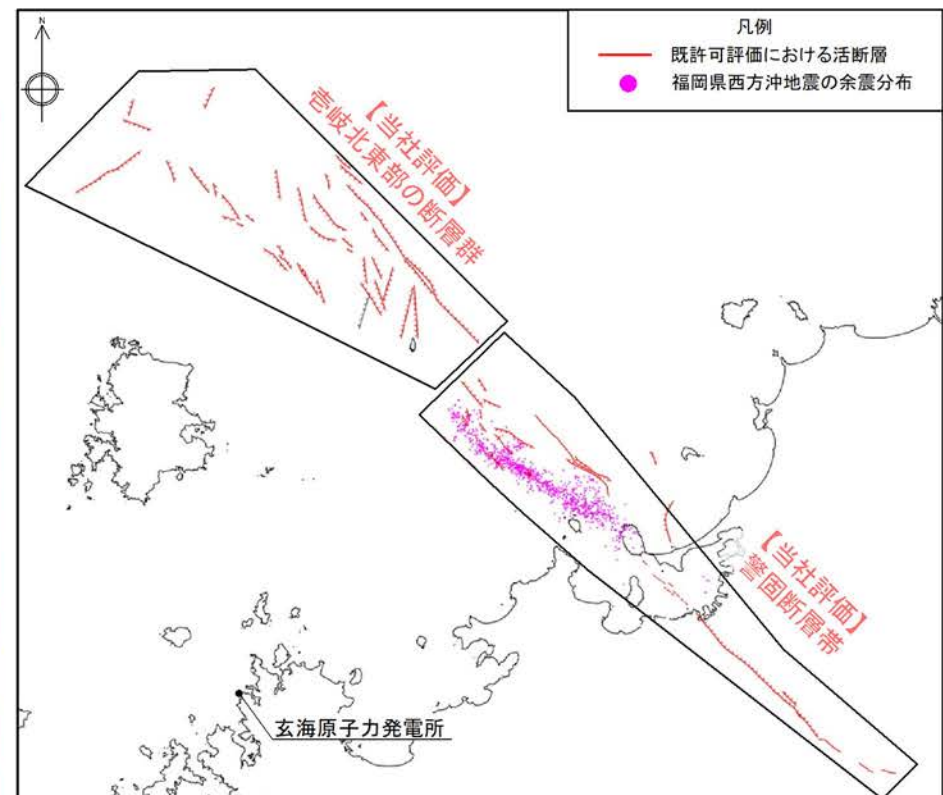 N
凡例
既許可評価における活断層
福岡県西方沖地震の余震分布
【当社評価】
壱岐北東部の断層群
【当社評価】
警固断層帯
玄海原子力発電所